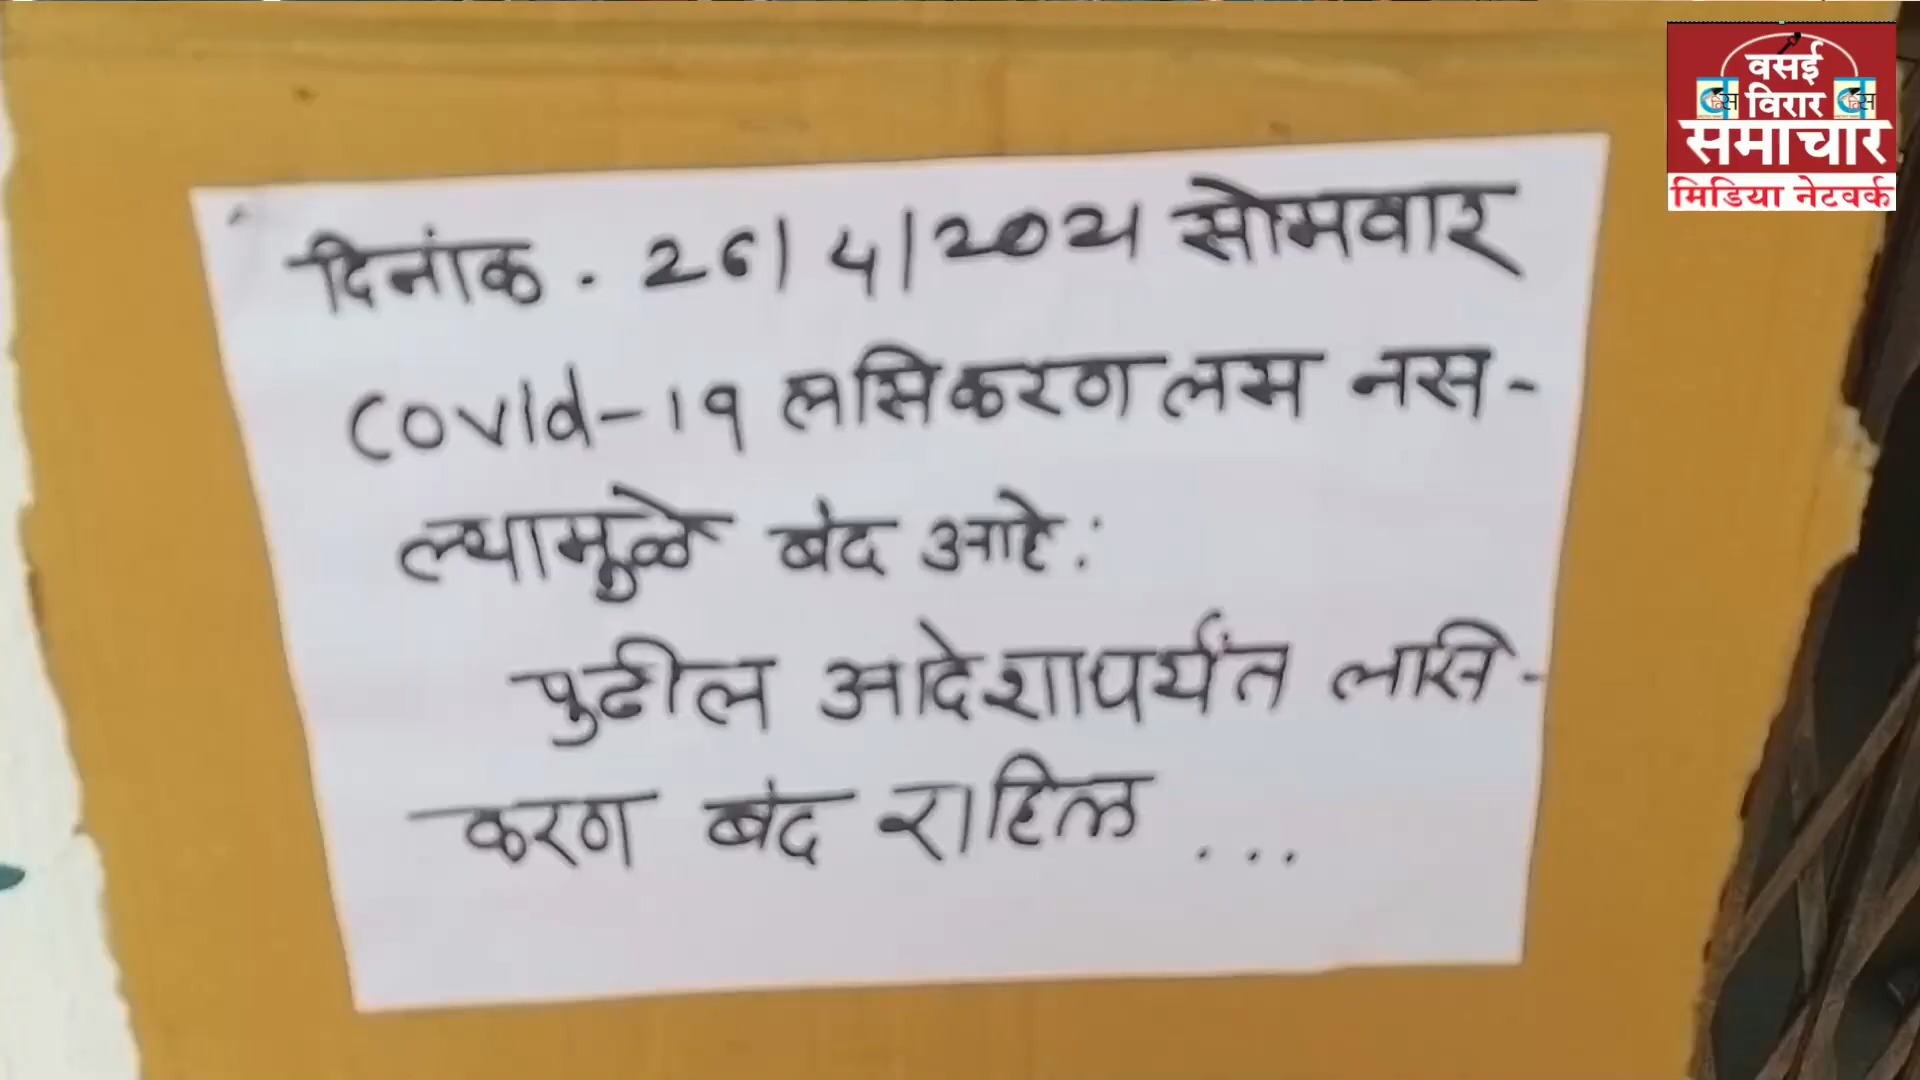 वसई
विरार
समाचार
मिडिया नेटवर्क
दिनांक. 26/4/2021 सोमवार
Covid-19 लसिकरण लस नस-
ल्यामुळे बंद आहे:
पुढील आदेशापर्यंत लसि-
करण बंद राहिल ...